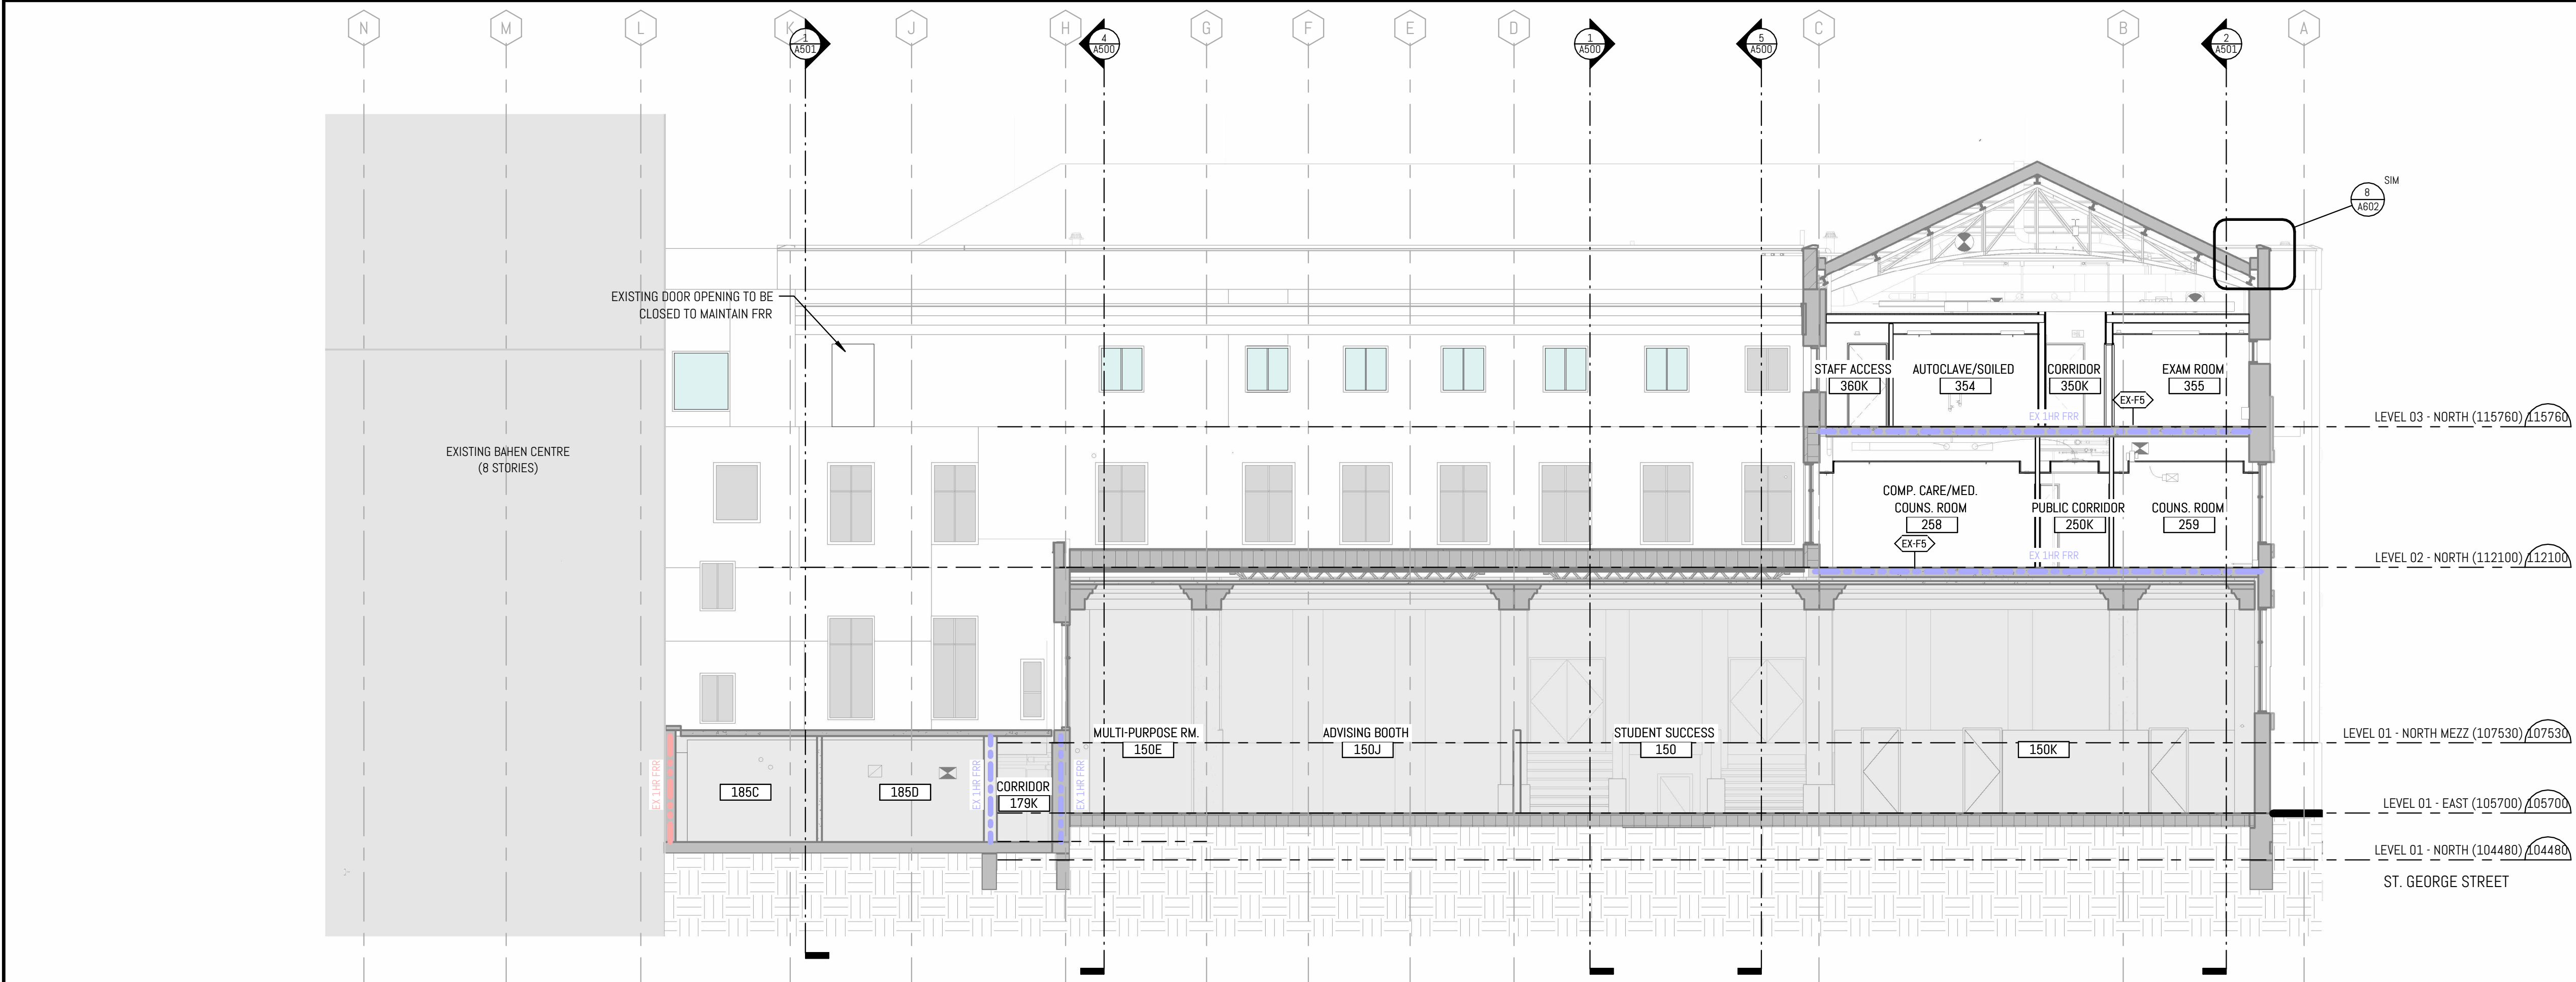 N
M
L
K
J
H
G
F
E
D
C
B
A
1
A501
4
A500
1
A500
5
A500
2
A501
8
A602
SIM
EXISTING DOOR OPENING TO BE
CLOSED TO MAINTAIN FRR
EXISTING BAHEN CENTRE
(8 STORIES)
STAFF ACCESS
360K
AUTOCLAVE/SOILED
354
CORRIDOR
350K
EXAM ROOM
355
EX-F5
EX 1HR FRR
LEVEL 03 - NORTH (115760) 115760
COMP. CARE/MED.
COUNS. ROOM
258
PUBLIC CORRIDOR
250K
COUNS. ROOM
259
EX-F5
EX 1HR FRR
LEVEL 02 - NORTH (112100) 112100
MULTI-PURPOSE RM.
150E
ADVISING BOOTH
150J
STUDENT SUCCESS
150
150K
LEVEL 01 - NORTH MEZZ (107530) 107530
EX 1HR FRR
185C
185D
EX 1HR FRR
CORRIDOR
179K
EX 1HR FRR
LEVEL 01 - EAST (105700) 105700
LEVEL 01 - NORTH (104480) 104480
ST. GEORGE STREET